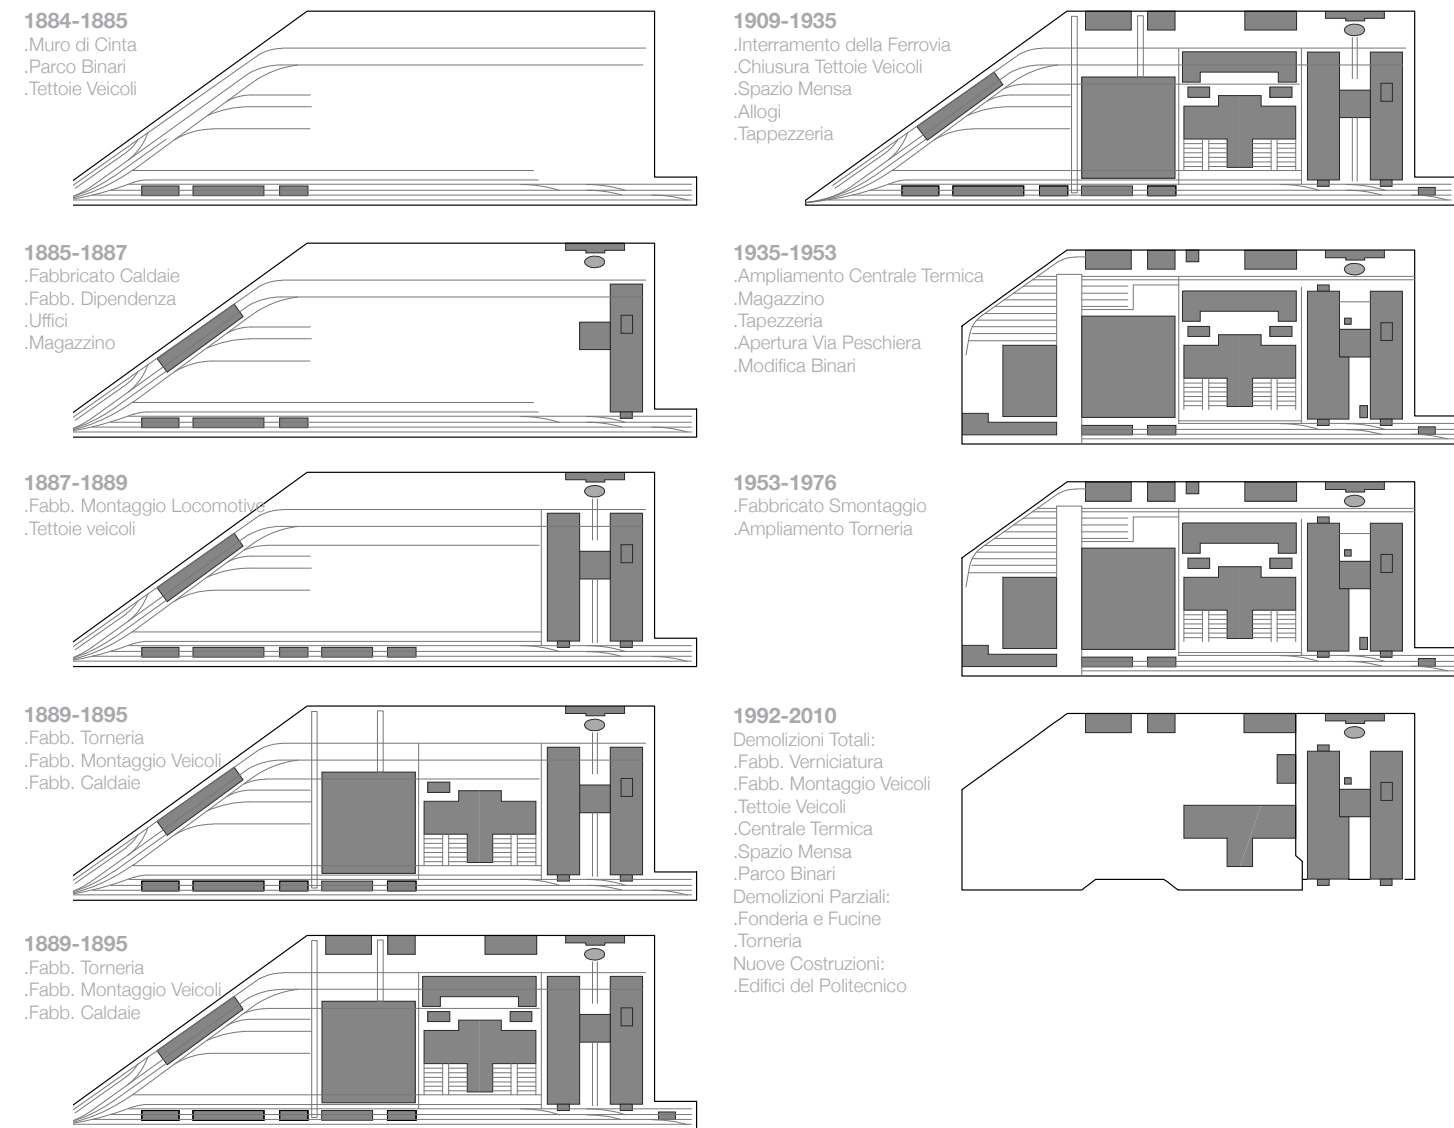 1884-1885
.Muro di Cinta
.Parco Binari
.Tettoie Veicoli
1885-1887
.Fabbricato Caldaie
.Fabb. Dipendenza
.Uffici
.Magazzino
1887-1889
.Fabb. Montaggio Locomotive
.Tettoie veicoli
1889-1895
.Fabb. Torneria
.Fabb. Montaggio Veicoli
.Fabb. Caldaie
1889-1895
.Fabb. Torneria
.Fabb. Montaggio Veicoli
.Fabb. Caldaie
1909-1935
.Interramento della Ferrovia
.Chiusura Tettoie Veicoli
.Spazio Mensa
.Allogi
.Tappezzeria
1935-1953
.Ampliamento Centrale Termica
.Magazzino
.Tapezzeria
.Apertura Via Peschiera
.Modifica Binari
1953-1976
.Fabbricato Smontaggio
.Ampliamento Torneria
1992-2010
Demolizioni Totali:
.Fabb. Verniciatura
.Fabb. Montaggio Veicoli
.Tettoie Veicoli
.Centrale Termica
.Spazio Mensa
.Parco Binari
Demolizioni Parziali:
.Fonderia e Fucine
.Torneria
Nuove Costruzioni:
.Edifici del Politecnico